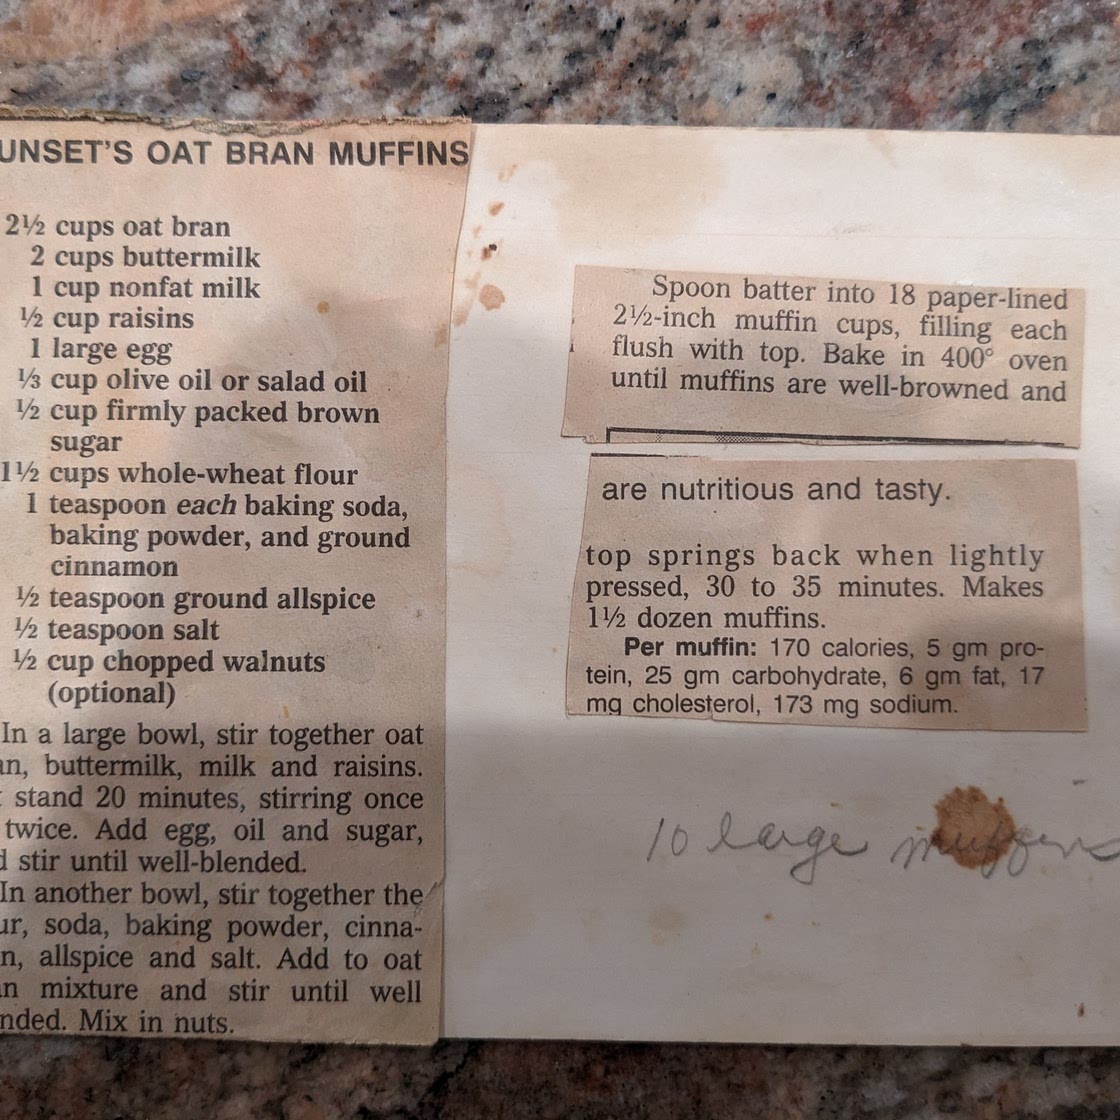 UNSET'S OAT BRAN MUFFINS
2½ cups oat bran
2 cups buttermilk
1 cup nonfat milk
½ cup raisins
1 large egg
⅓ cup olive oil or salad oil
½ cup firmly packed brown
sugar
1½ cups whole-wheat flour
1 teaspoon each baking soda,
baking powder, and ground
cinnamon
½ teaspoon ground allspice
½ teaspoon salt
½ cup chopped walnuts
(optional)
In a large bowl, stir together oat
an, buttermilk, milk and raisins.
t stand 20 minutes, stirring once
twice. Add egg, oil and sugar,
d stir until well-blended.
In another bowl, stir together the
ur, soda, baking powder, cinna-
n, allspice and salt. Add to oat
an mixture and stir until well
nded. Mix in nuts.
Spoon batter into 18 paper-lined
2½-inch muffin cups, filling each
flush with top. Bake in 400° oven
until muffins are well-browned and
are nutritious and tasty.
top springs back when lightly
pressed, 30 to 35 minutes. Makes
1½ dozen muffins.
Per muffin: 170 calories, 5 gm pro-
tein, 25 gm carbohydrate, 6 gm fat, 17
mg cholesterol, 173 mg sodium.
10 large muffins